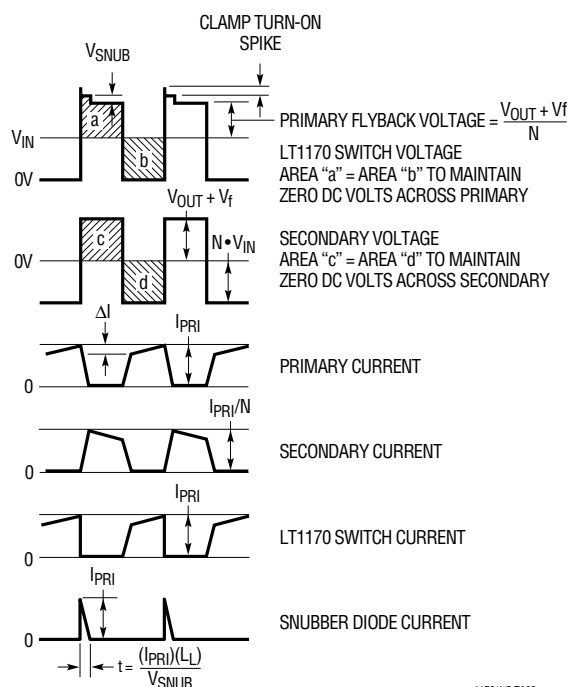 CLAMP TURN-ON
SPIKE
VSNUB
a
b
VIN
0V
PRIMARY FLYBACK VOLTAGE = VOUT + Vf
N
LT1170 SWITCH VOLTAGE
AREA “a” = AREA “b” TO MAINTAIN
ZERO DC VOLTS ACROSS PRIMARY
VOUT + Vf
c
d
N•VIN
0V
SECONDARY VOLTAGE
AREA “c” = AREA “d” TO MAINTAIN
ZERO DC VOLTS ACROSS SECONDARY
ΔI
IPRI
0
PRIMARY CURRENT
IPRI/N
0
SECONDARY CURRENT
IPRI
0
LT1170 SWITCH CURRENT
IPRI
0
SNUBBER DIODE CURRENT
t = (IPRI)(LL)
VSNUB